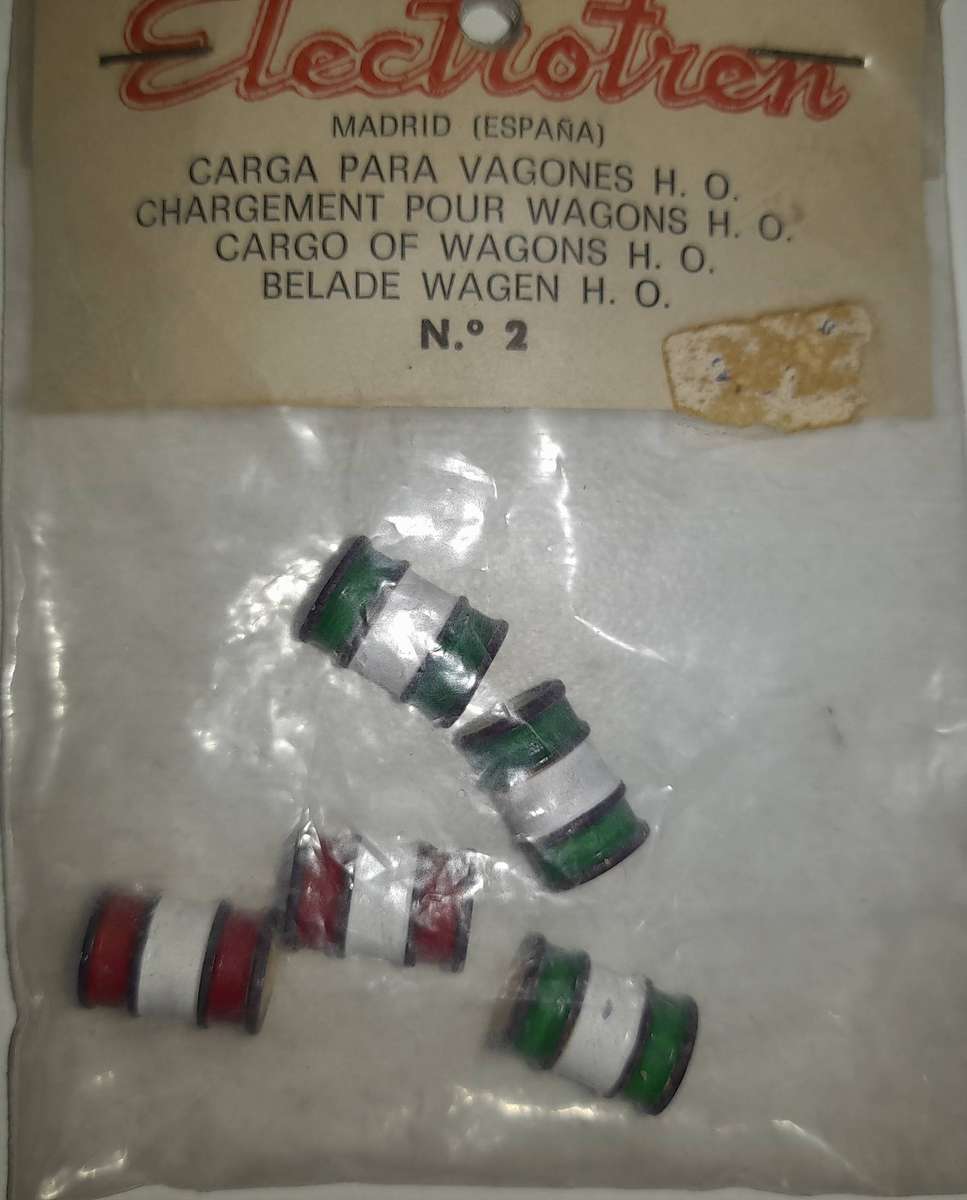 Electrotren
MADRID (ESPAÑA)
CARGA PARA VAGONES H. O.
CHARGEMENT POUR WAGONS H. O.
CARGO OF WAGONS H. O.
BELADE WAGEN H. O.
N.º 2